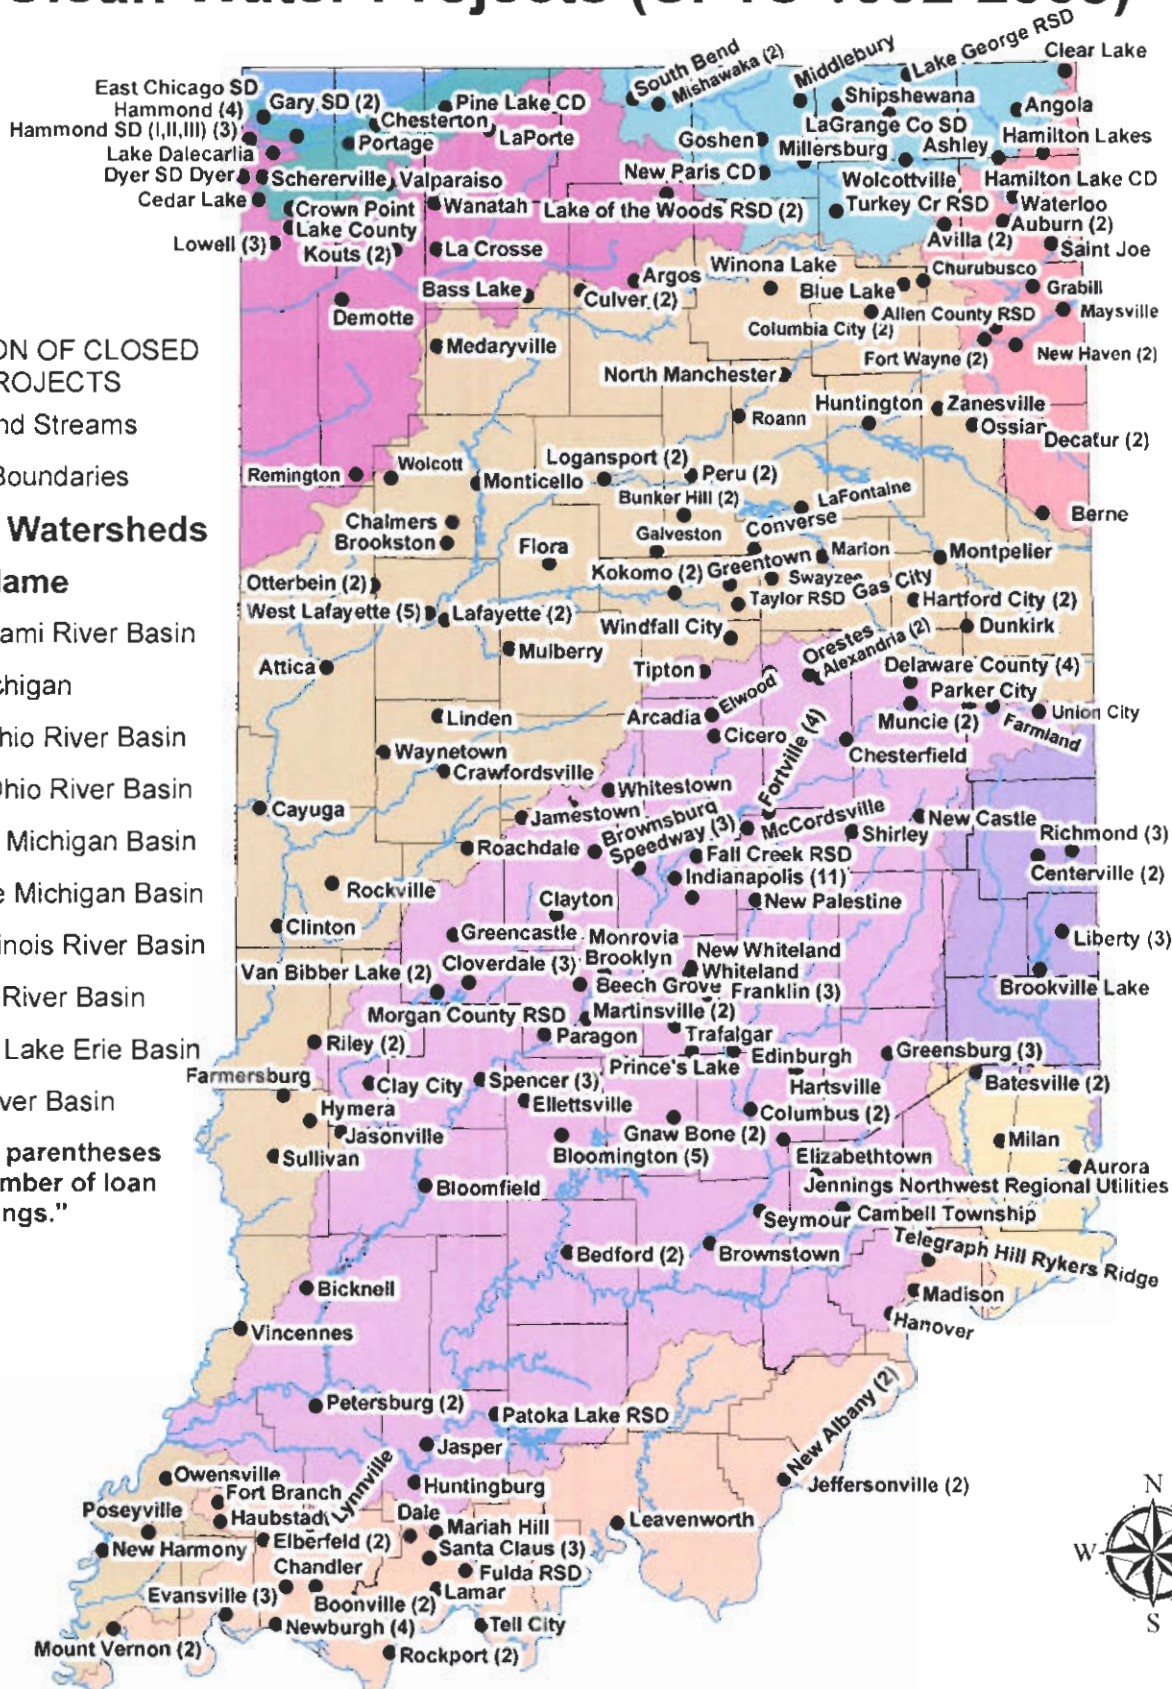 East Chicago SD
Hammond (4)
Gary SD (2)
Hammond SD (I,II,III) (3)
Chesterton
Portage
Lake Dalecarlia
Dyer SD Dyer
Schererville
Valparaiso
Cedar Lake
Crown Point
Lake County
Lowell (3)
Kouts (2)
Pine Lake CD
LaPorte
Wanatah
La Crosse
South Bend
Mishawaka (2)
Middlebury
Lake George RSD
Clear Lake
Shipshewana
Angola
LaGrange Co SD
Hamilton Lakes
Goshen
Millersburg
Ashley
New Paris CD
Wolcottville
Hamilton Lake CD
Lake of the Woods RSD (2)
Turkey Cr RSD
Waterloo
Auburn (2)
Avilla (2)
Saint Joe
Argos
Winona Lake
Churubusco
Bass Lake
Culver (2)
Blue Lake
Grabill
Demotte
Allen County RSD
Maysville
Columbia City (2)
Medaryville
Fort Wayne (2)
New Haven (2)
ON OF CLOSED
ROJECTS
nd Streams
Boundaries
Watersheds
lame
ami River Basin
chigan
hio River Basin
Ohio River Basin
Michigan Basin
e Michigan Basin
inois River Basin
River Basin
Lake Erie Basin
ver Basin
parentheses
mber of loan
ngs."
North Manchester
Roann
Huntington
Zanesville
Ossian
Decatur (2)
Remington
Wolcott
Monticello
Logansport (2)
Peru (2)
Bunker Hill (2)
LaFontaine
Berne
Chalmers
Brookston
Flora
Galveston
Converse
Kokomo (2)
Greentown
Marion
Montpelier
Otterbein (2)
Swayzee
Taylor RSD
Gas City
Hartford City (2)
West Lafayette (5)
Lafayette (2)
Windfall City
Dunkirk
Mulberry
Attica
Tipton
Orestes
Alexandria (2)
Delaware County (4)
Elwood
Parker City
Linden
Arcadia
Muncie (2)
Farmland
Union City
Cicero
Chesterfield
Waynetown
Crawfordsville
Fortville (4)
Whitestown
Cayuga
Jamestown
Brownsburg
Speedway (3)
McCordsville
Shirley
New Castle
Richmond (3)
Roachdale
Fall Creek RSD
Centerville (2)
Rockville
Indianapolis (11)
Clayton
New Palestine
Clinton
Greencastle
Monrovia
Brooklyn
New Whiteland
Whiteland
Liberty (3)
Van Bibber Lake (2)
Cloverdale (3)
Beech Grove
Franklin (3)
Brookville Lake
Morgan County RSD
Martinsville (2)
Riley (2)
Paragon
Trafalgar
Prince's Lake
Edinburgh
Greensburg (3)
Farmersburg
Clay City
Spencer (3)
Hartsville
Batesville (2)
Hymera
Ellettsville
Columbus (2)
Jasonville
Gnaw Bone (2)
Milan
Sullivan
Bloomington (5)
Elizabethtown
Aurora
Bloomfield
Jennings Northwest Regional Utilities
Seymour
Cambell Township
Bedford (2)
Brownstown
Telegraph Hill Rykers Ridge
Bicknell
Madison
Hanover
Vincennes
Petersburg (2)
Patoka Lake RSD
New Albany (2)
Jasper
Owensville
Huntingburg
Jeffersonville (2)
Fort Branch
Lynnville
Poseyville
Haubstadt
Dale
Mariah Hill
Leavenworth
New Harmony
Elberfeld (2)
Santa Claus (3)
Chandler
Fulda RSD
Evansville (3)
Boonville (2)
Lamar
Newburgh (4)
Tell City
Mount Vernon (2)
Rockport (2)
N
W
S